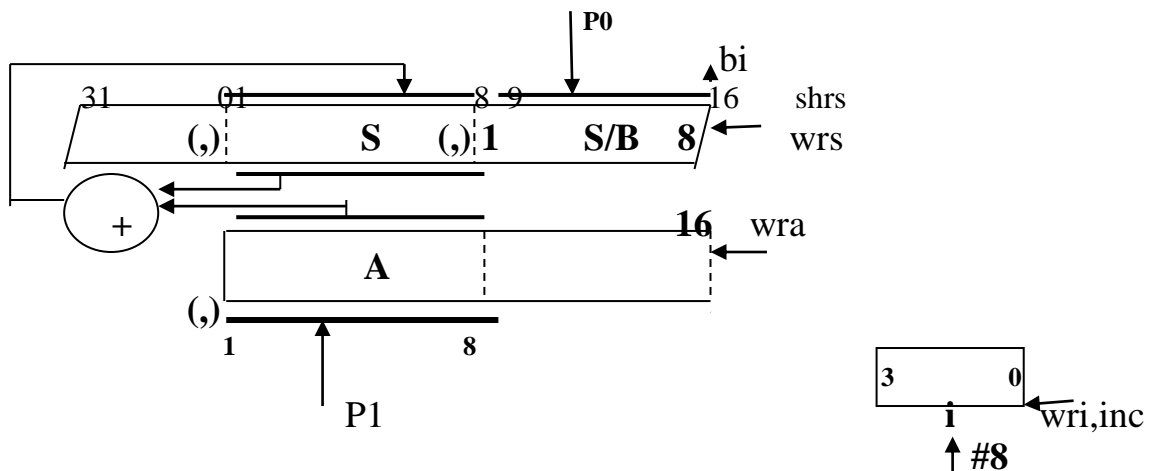 P0
bi
31 01 8 9 16 shrs
(,) S (,) 1 S/B 8 wrs
+
16 wra
A
(,)
1 8
3 0
P1 i wri,inc
#8